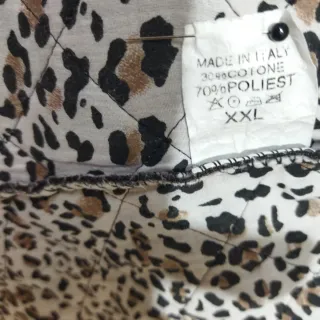 MADE IN ITALY
30%COTONE
70%POLIEST
XXL